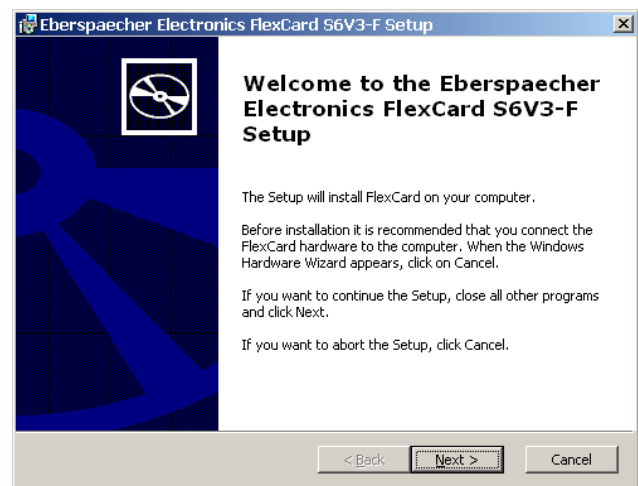 Eberspaecher Electronics FlexCard S6V3-F Setup
Welcome to the Eberspaecher
Electronics FlexCard S6V3-F
Setup
The Setup will install FlexCard on your computer.
Before installation it is recommended that you connect the
FlexCard hardware to the computer. When the Windows
Hardware Wizard appears, click on Cancel.
If you want to continue the Setup, close all other programs
and click Next.
If you want to abort the Setup, click Cancel.
< Back Next > Cancel